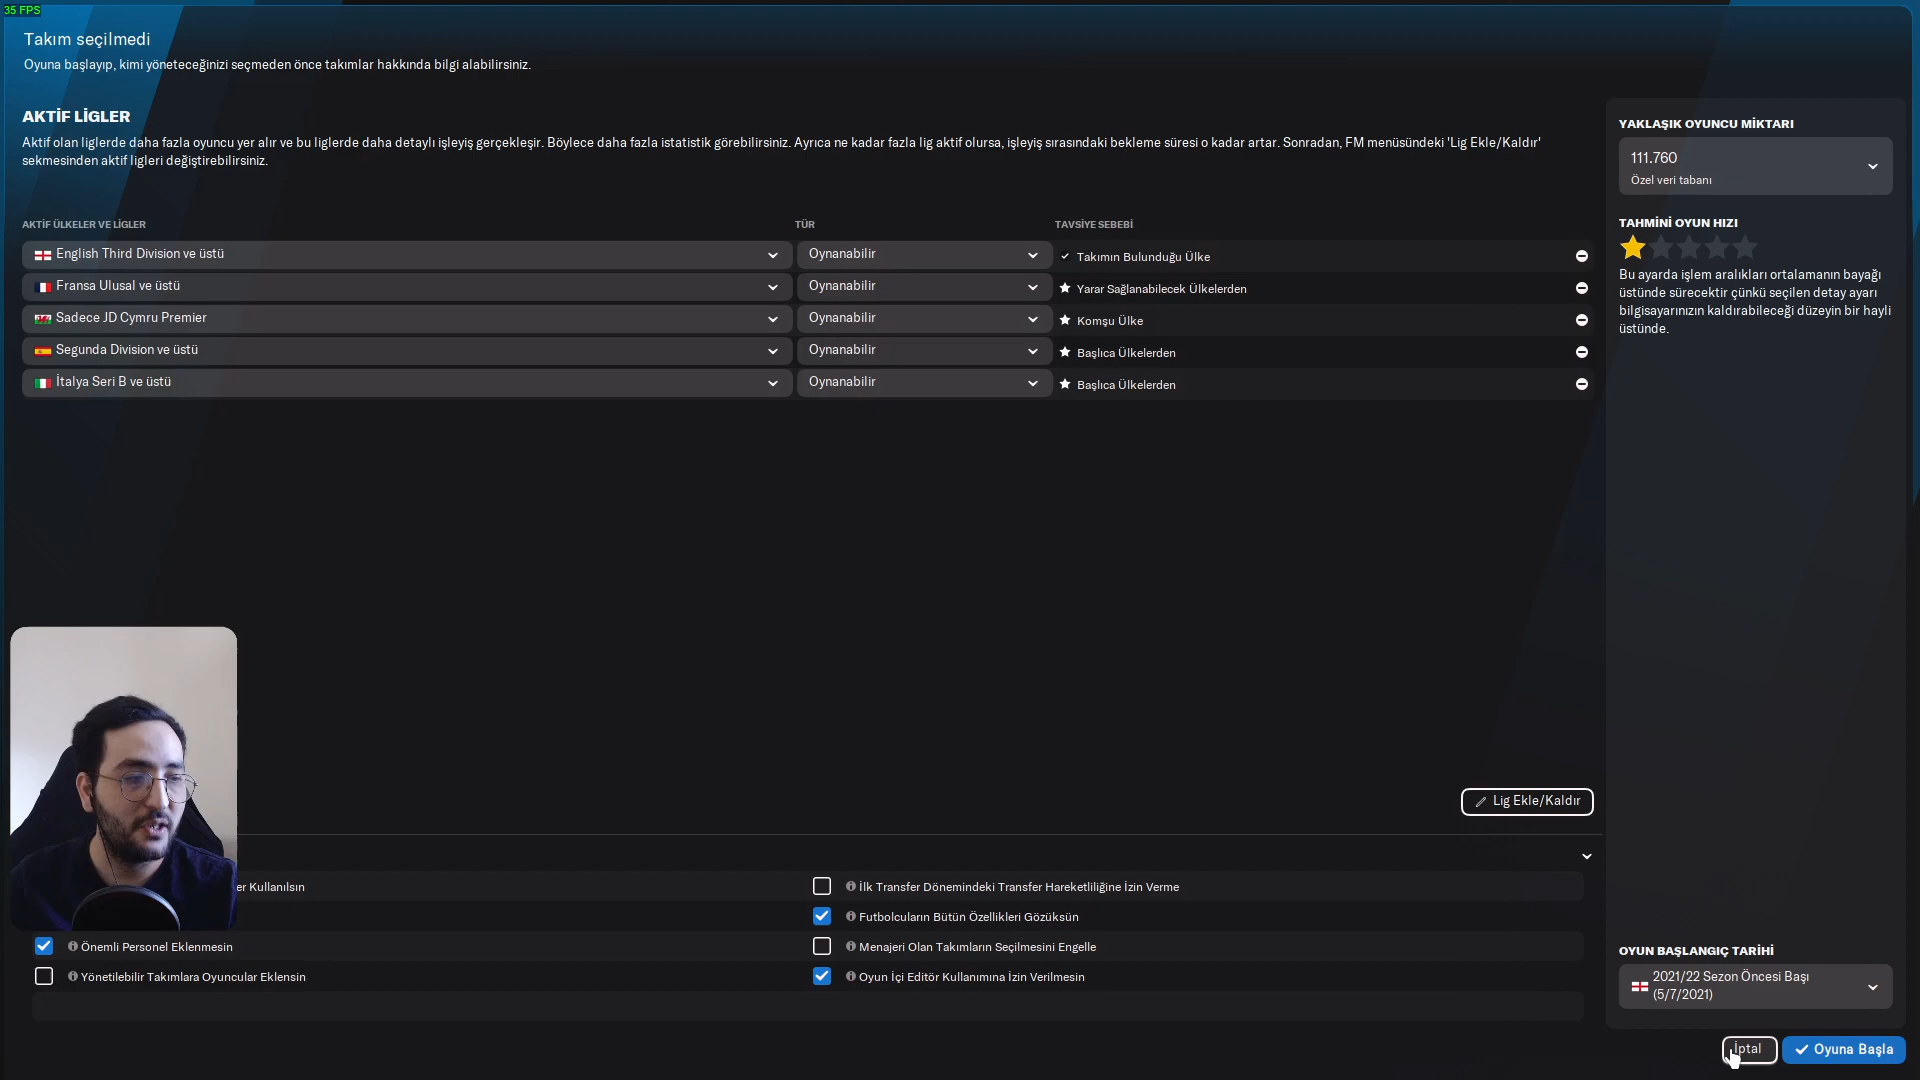 35 FPS
Takım seçilmedi
Oyuna başlayıp, kimi yöneteceğinizi seçmeden önce takımlar hakkında bilgi alabilirsiniz.
AKTİF LİGLER
Aktif olan liglerde daha fazla oyuncu yer alır ve bu liglerde daha detaylı işleyiş gerçekleşir. Böylece daha fazla istatistik görebilirsiniz. Ayrıca ne kadar fazla lig aktif olursa, işleyiş sırasındaki bekleme süresi o kadar artar. Sonradan, FM menüsündeki 'Lig Ekle/Kaldır'
sekmesinden aktif ligleri değiştirebilirsiniz.
AKTİF ÜLKELER VE LİGLER TÜR TAVSİYE SEBEBİ
English Third Division ve üstü Oynanabilir Takımın Bulunduğu Ülke
Fransa Ulusal ve üstü Oynanabilir Yarar Sağlanabilecek Ülkelerden
Sadece JD Cymru Premier Oynanabilir Komşu Ülke
Segunda Division ve üstü Oynanabilir Başlıca Ülkelerden
İtalya Seri B ve üstü Oynanabilir Başlıca Ülkelerden
Lig Ekle/Kaldır
er Kullanılsın
İlk Transfer Dönemindeki Transfer Hareketliliğine İzin Verme
Futbolcuların Bütün Özellikleri Gözüksün
Önemli Personel Eklenmesin
Menajeri Olan Takımların Seçilmesini Engelle
Yönetilebilir Takımlara Oyuncular Eklensin
Oyun İçi Editör Kullanımına İzin Verilmesin
YAKLAŞIK OYUNCU MİKTARI
111.760
Özel veri tabanı
TAHMİNİ OYUN HIZI
Bu ayarda işlem aralıkları ortalamanın bayağı
üstünde sürecektir çünkü seçilen detay ayarı
bilgisayarınızın kaldırabileceği düzeyin bir hayli
üstünde.
OYUN BAŞLANGIÇ TARİHİ
2021/22 Sezon Öncesi Başı
(5/7/2021)
İptal
Oyuna Başla